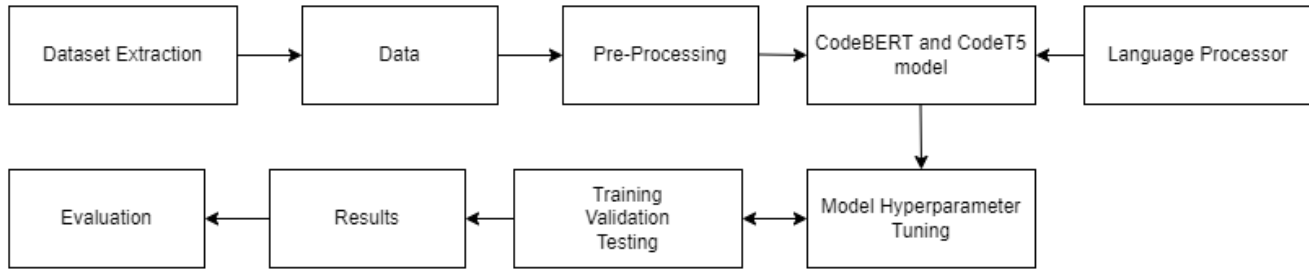 Dataset Extraction
Data
Pre-Processing
CodeBERT and CodeT5
model
Language Processor
Evaluation
Results
Training
Validation
Testing
Model Hyperparameter
Tuning